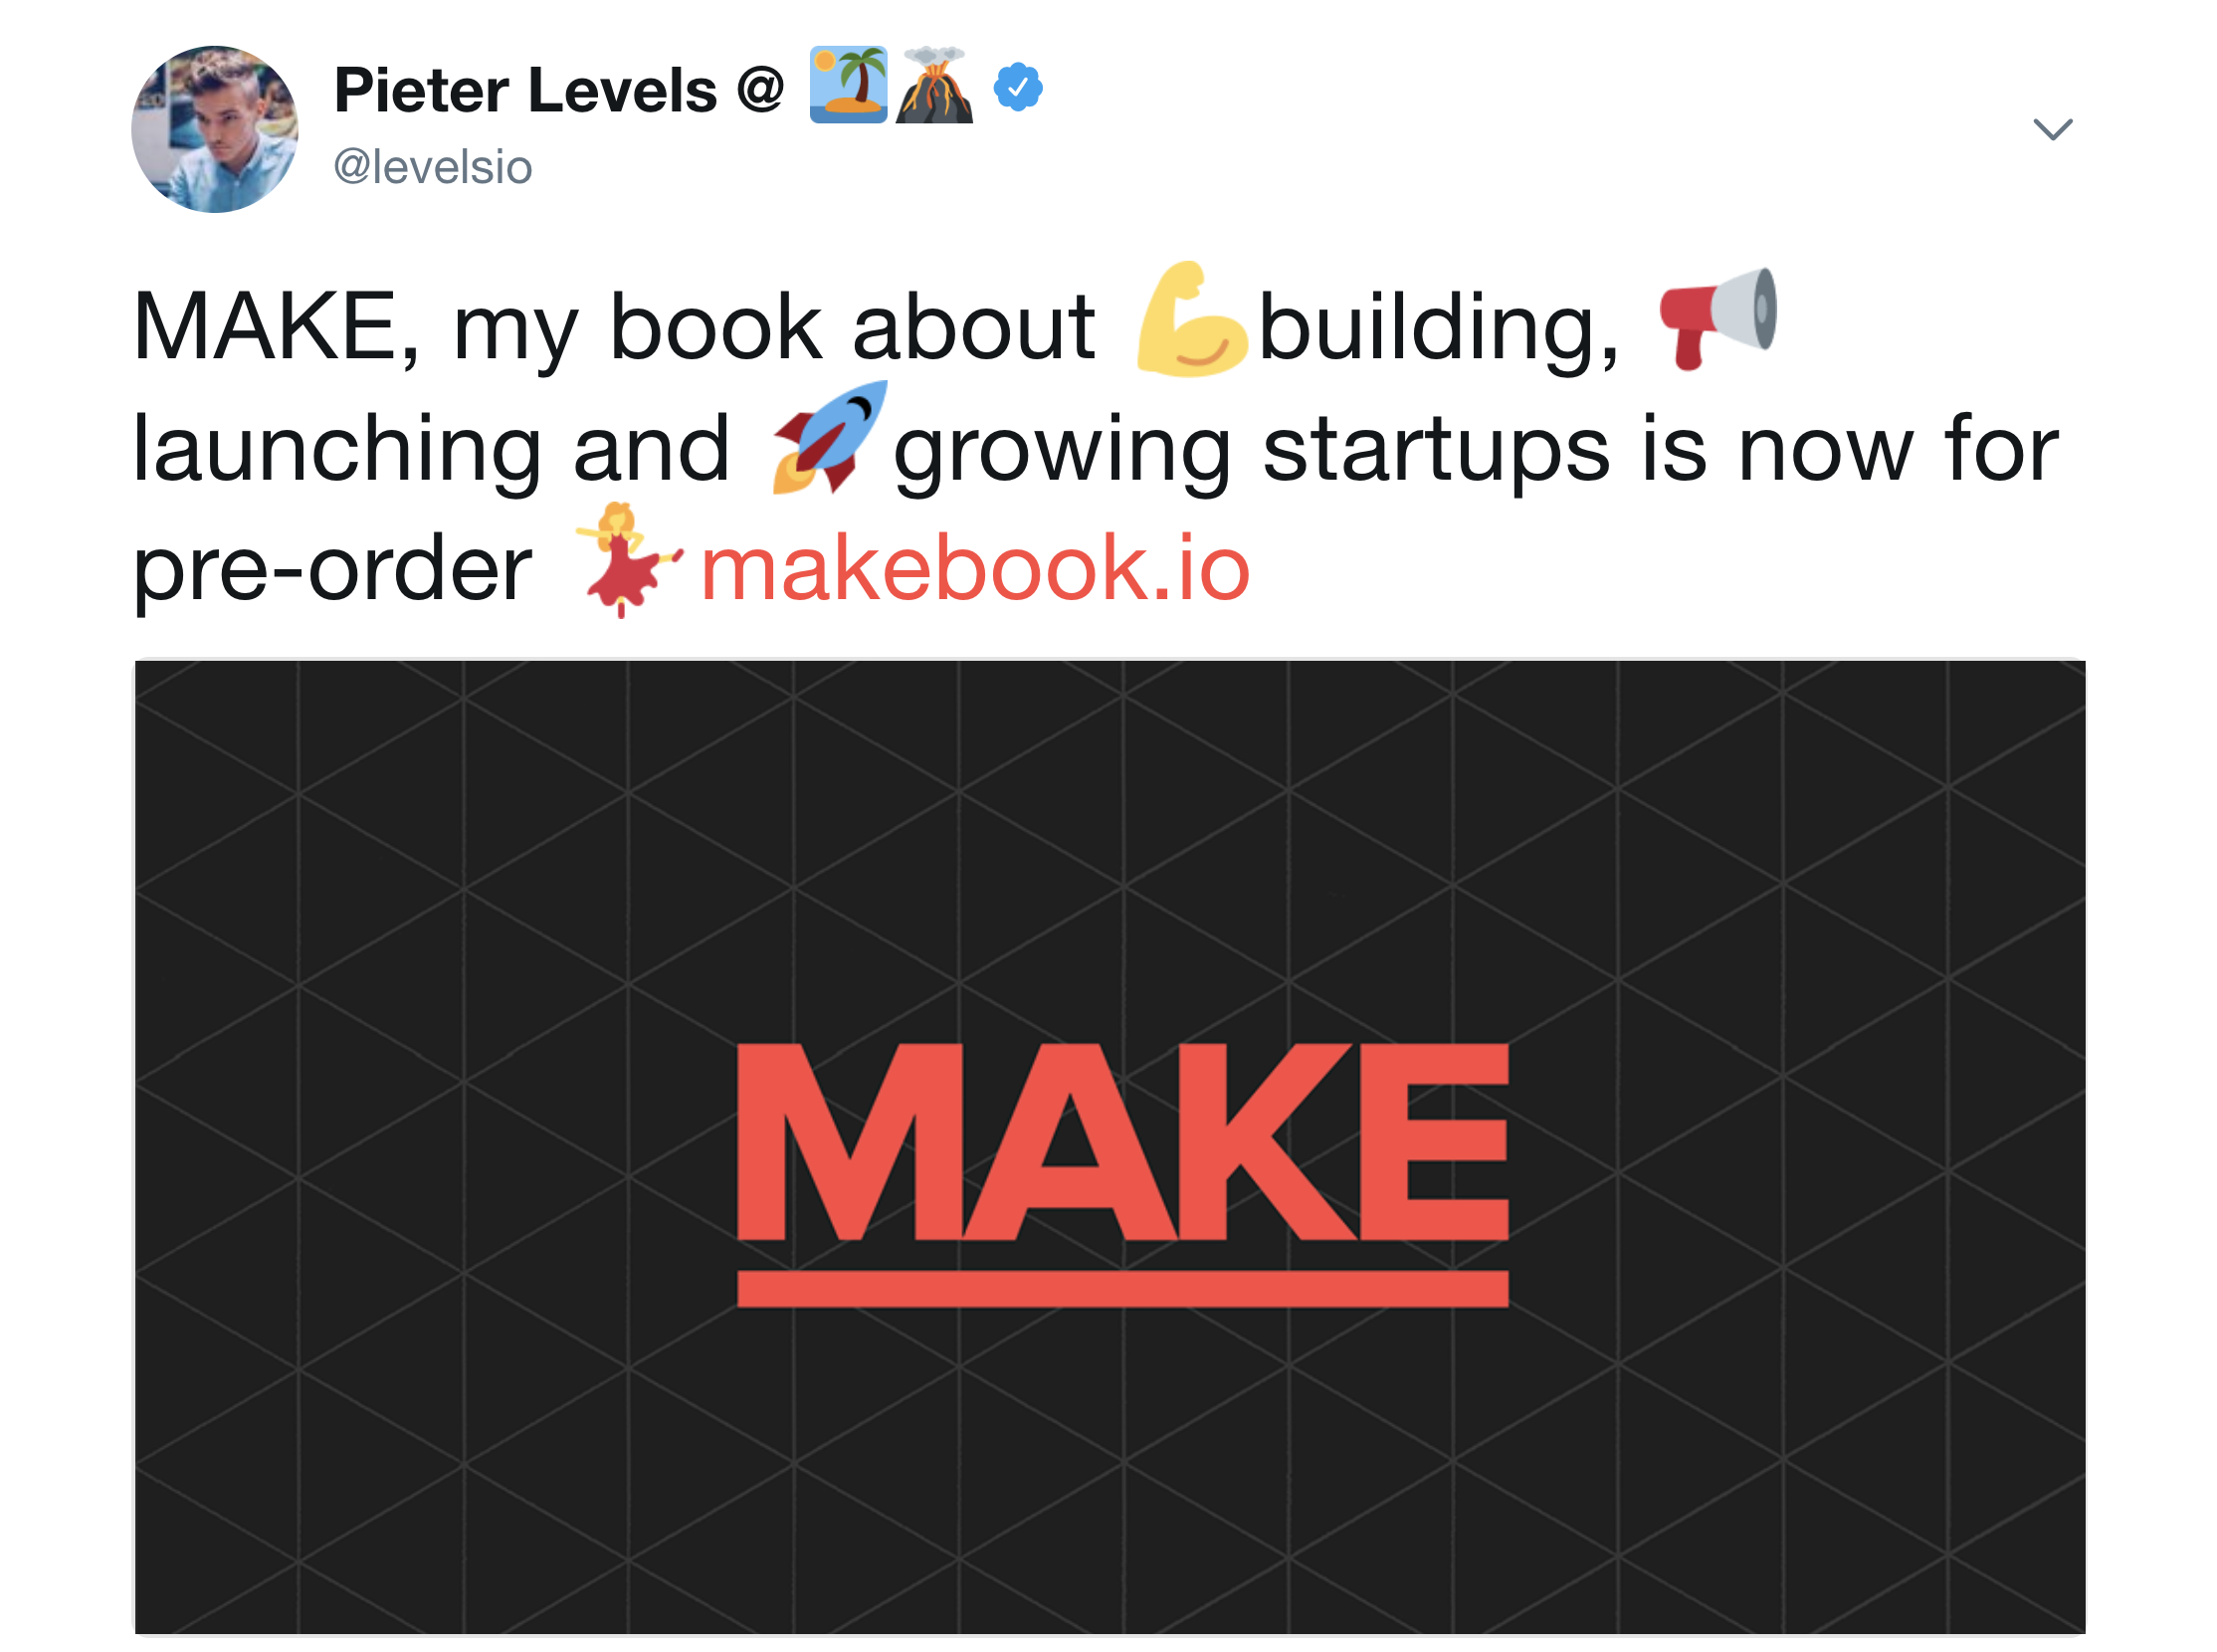 Pieter Levels @ 🏝🌋
@levelsio
MAKE, my book about 💪building, 📢
launching and 🚀growing startups is now for
pre-order 💃makebook.io
MAKE